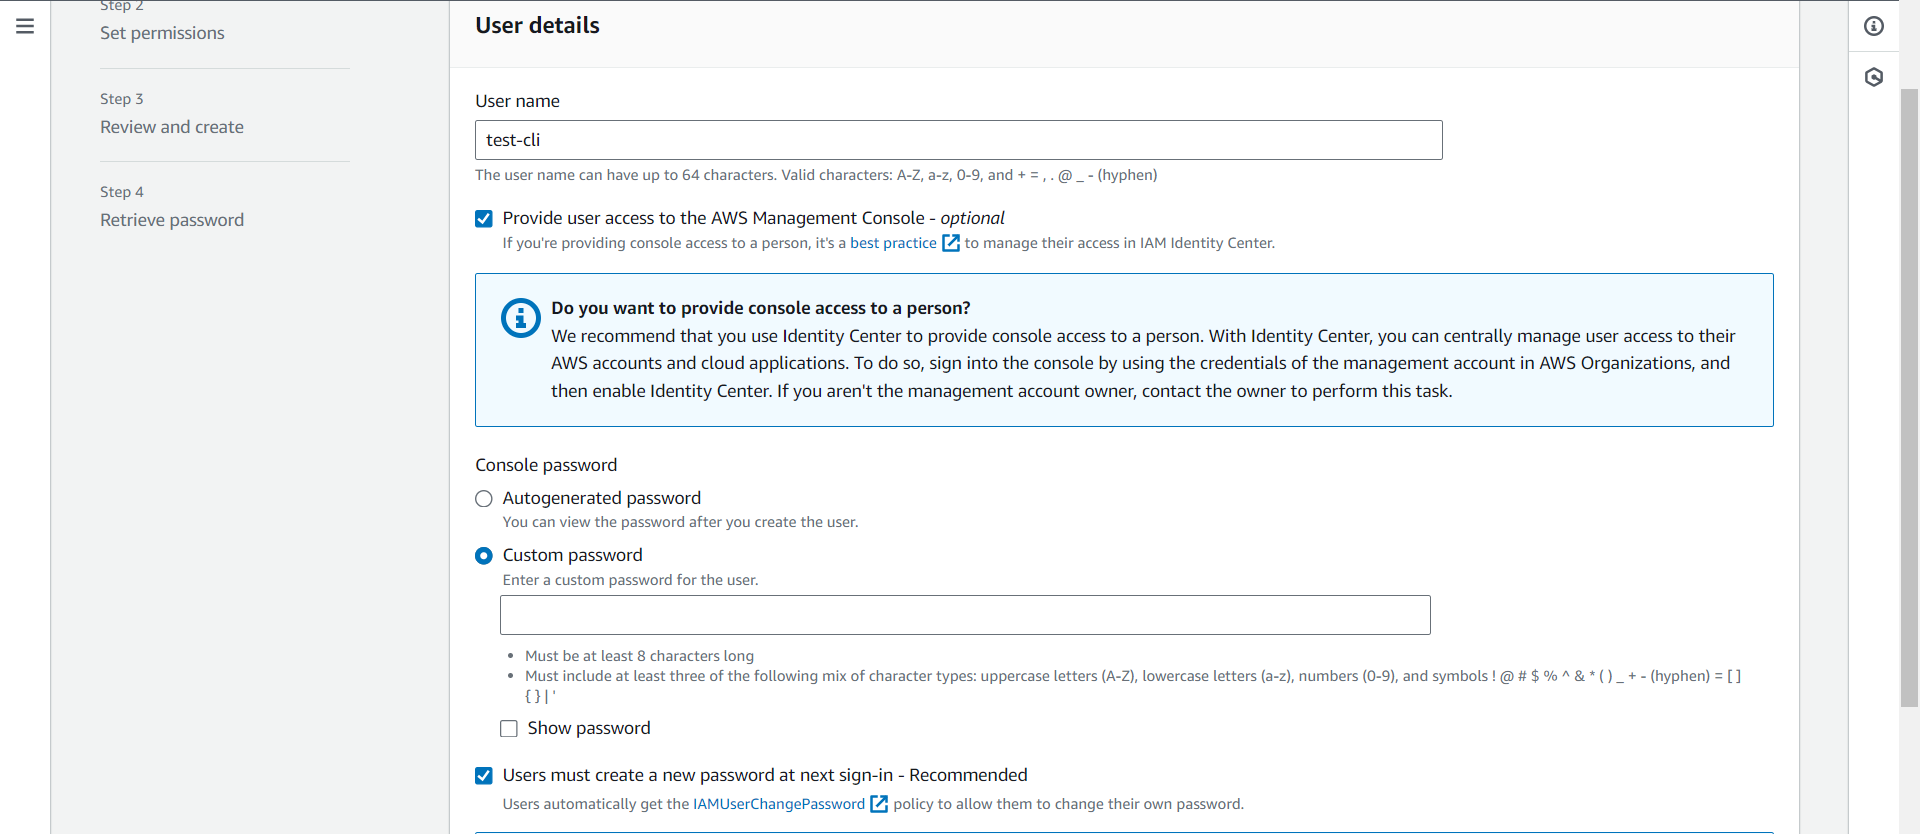 Step 2
Set permissions
Step 3
Review and create
Step 4
Retrieve password
User details
User name
test-cli
The user name can have up to 64 characters. Valid characters: A-Z, a-z, 0-9, and + = , . @ _ - (hyphen)
Provide user access to the AWS Management Console - optional
If you're providing console access to a person, it's a best practice to manage their access in IAM Identity Center.
Do you want to provide console access to a person?
We recommend that you use Identity Center to provide console access to a person. With Identity Center, you can centrally manage user access to their
AWS accounts and cloud applications. To do so, sign into the console by using the credentials of the management account in AWS Organizations, and
then enable Identity Center. If you aren't the management account owner, contact the owner to perform this task.
Console password
Autogenerated password
You can view the password after you create the user.
Custom password
Enter a custom password for the user.
• Must be at least 8 characters long
• Must include at least three of the following mix of character types: uppercase letters (A-Z), lowercase letters (a-z), numbers (0-9), and symbols ! @ # $ % ^ & * ( ) _ + - (hyphen) = [ ]
{ } | '
Show password
Users must create a new password at next sign-in - Recommended
Users automatically get the IAMUserChangePassword policy to allow them to change their own password.